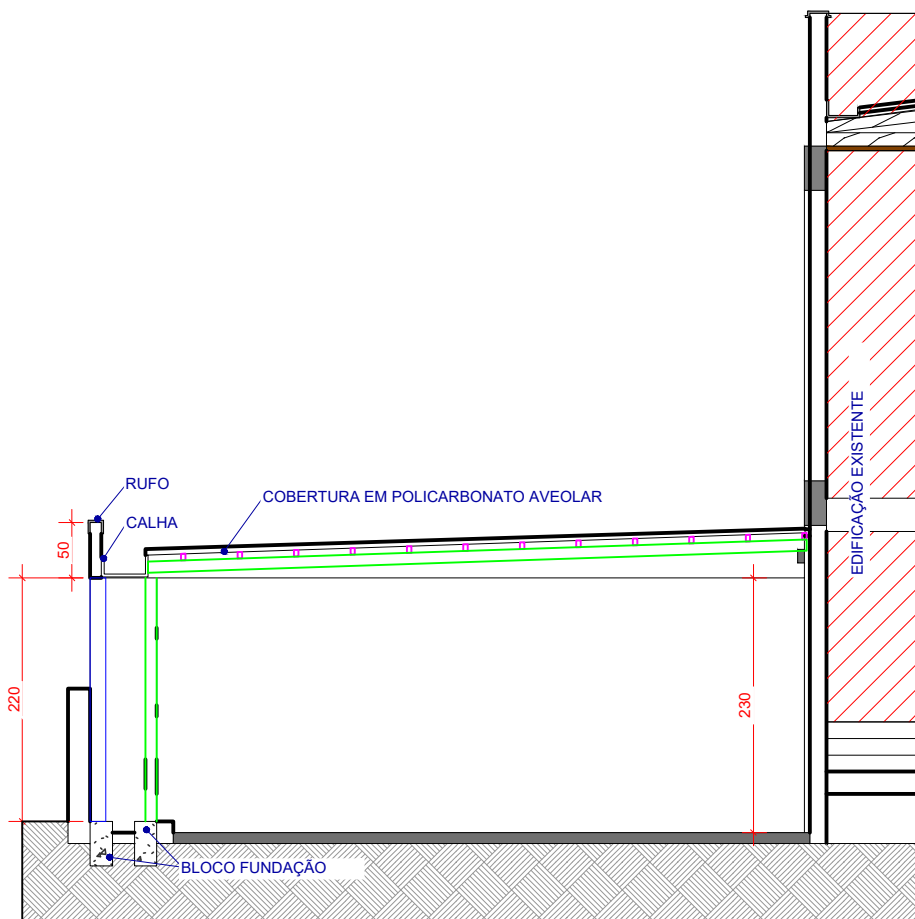 RUFO
COBERTURA EM POLICARBONATO AVEOLAR
CALHA
50
EDIFICAÇÃO EXISTENTE
220
230
BLOCO FUNDAÇÃO